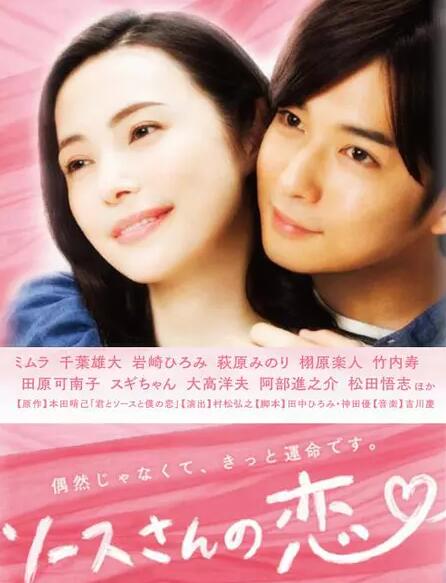 ミムラ 千葉雄大 岩崎ひろみ 萩原みのり 栩原楽人 竹内寿
田原可南子 スギちゃん 大高洋夫 阿部進之介 松田悟志 ほか
【原作】本田晴己「君とソースと僕の恋」【演出】村松弘之【脚本】田中ひろみ・神田優【音楽】吉川慶
偶然じゃなくて、きっと運命です。
ソースさんの恋♡